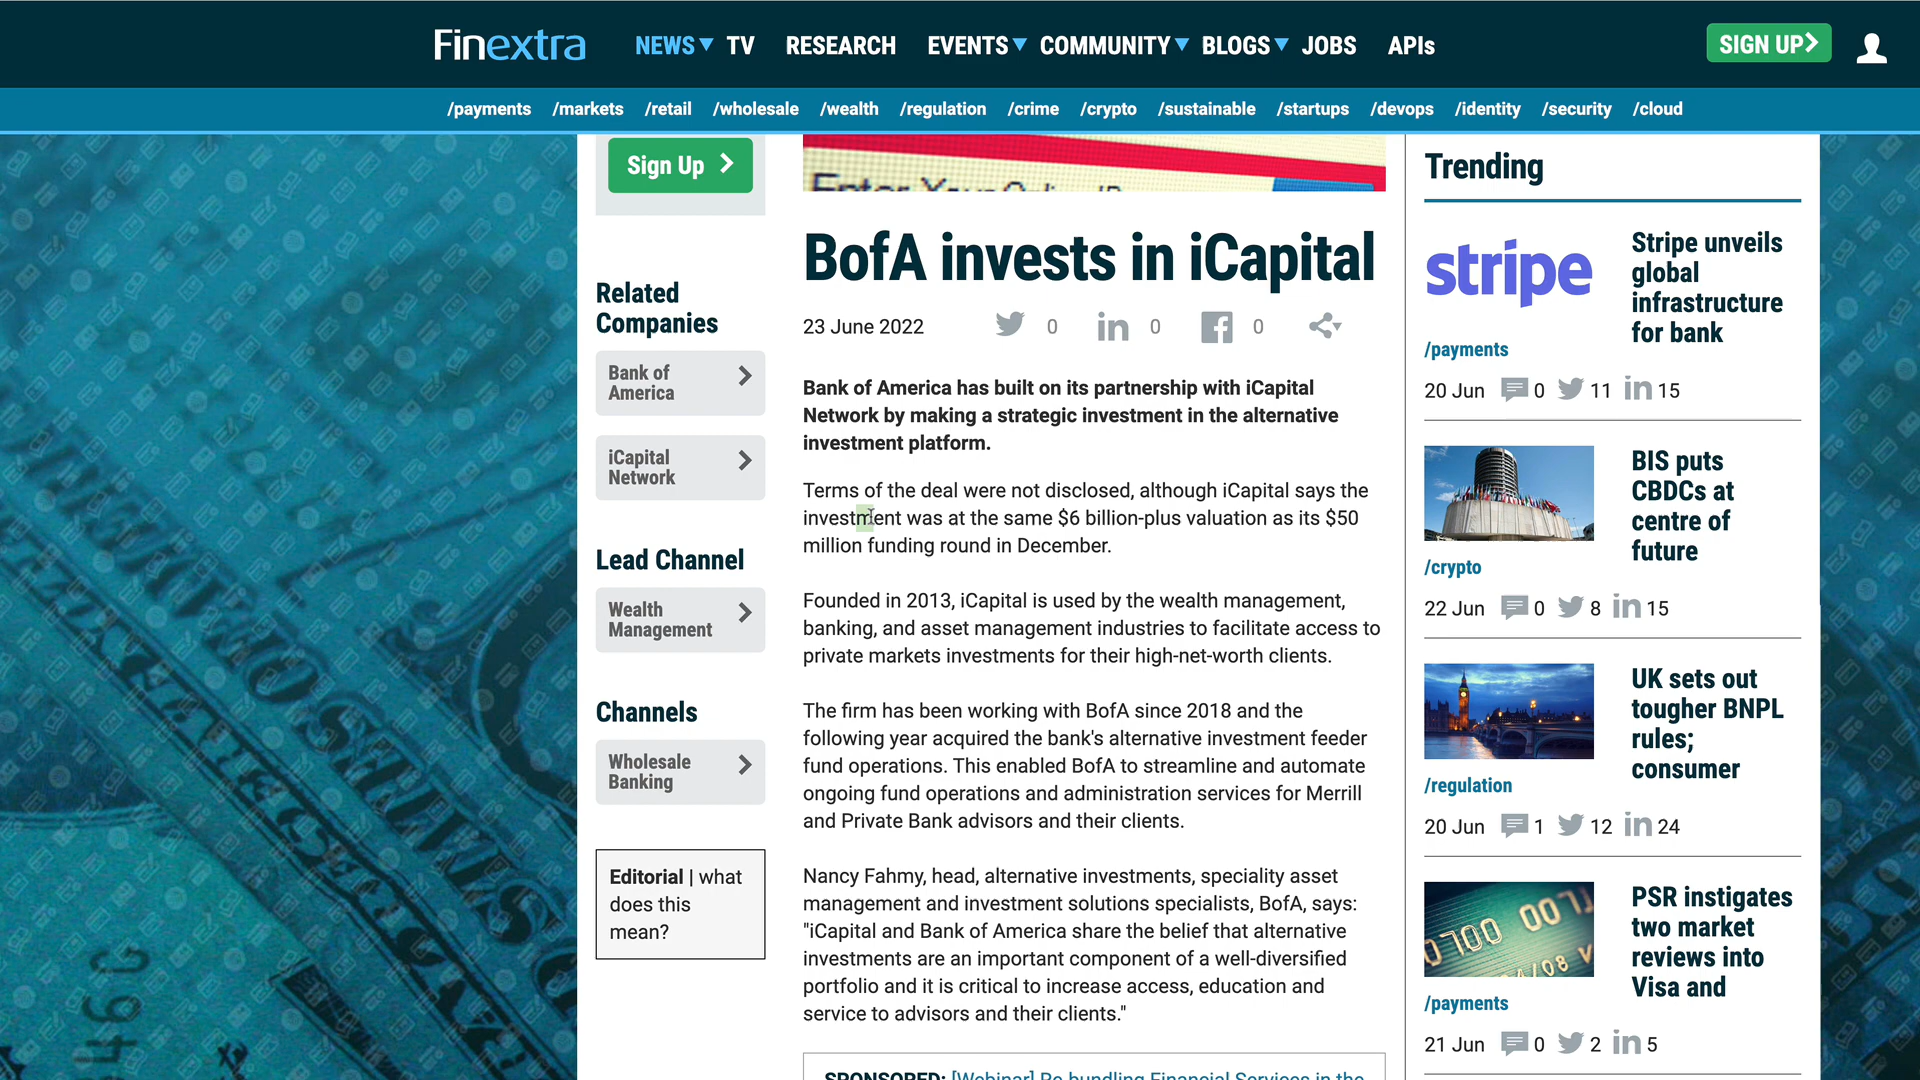 Finextra
NEWS TV RESEARCH EVENTS COMMUNITY BLOGS JOBS APIs
SIGN UP
/payments /markets /retail /wholesale /wealth /regulation /crime /crypto /sustainable /startups /devops /identity /security /cloud
Sign Up
Related
Companies
Bank of
America
iCapital
Network
Lead Channel
Wealth
Management
Channels
Wholesale
Banking
Editorial | what
does this
mean?
BofA invests in iCapital
23 June 2022 0 0 0
Bank of America has built on its partnership with iCapital
Network by making a strategic investment in the alternative
investment platform.
Terms of the deal were not disclosed, although iCapital says the
investment was at the same $6 billion-plus valuation as its $50
million funding round in December.
Founded in 2013, iCapital is used by the wealth management,
banking, and asset management industries to facilitate access to
private markets investments for their high-net-worth clients.
The firm has been working with BofA since 2018 and the
following year acquired the bank's alternative investment feeder
fund operations. This enabled BofA to streamline and automate
ongoing fund operations and administration services for Merrill
and Private Bank advisors and their clients.
Nancy Fahmy, head, alternative investments, speciality asset
management and investment solutions specialists, BofA, says:
"iCapital and Bank of America share the belief that alternative
investments are an important component of a well-diversified
portfolio and it is critical to increase access, education and
service to advisors and their clients."
SPONSORED: [Webinar] Re-bundling Financial Services in the
Trending
stripe
Stripe unveils
global
infrastructure
for bank
/payments
20 Jun 0 11 15
BIS puts
CBDCs at
centre of
future
/crypto
22 Jun 0 8 15
UK sets out
tougher BNPL
rules;
consumer
/regulation
20 Jun 1 12 24
PSR instigates
two market
reviews into
Visa and
/payments
21 Jun 0 2 5